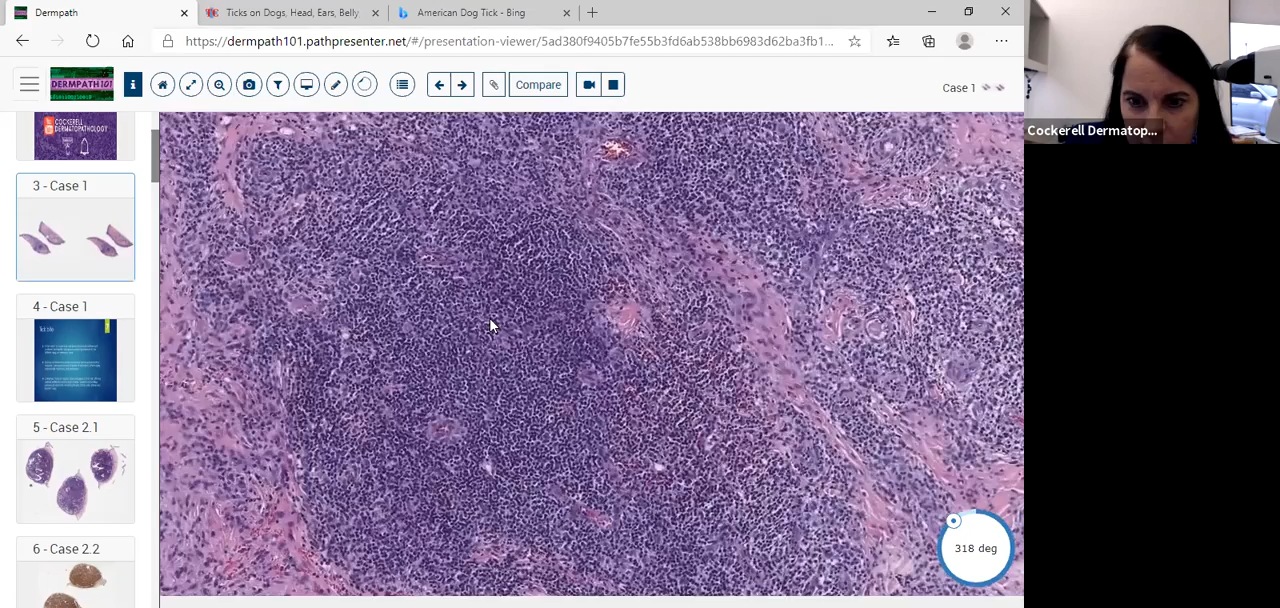 Dermpath
Ticks on Dogs, Head, Ears, Belly
American Dog Tick - Bing
https://dermpath101.pathpresenter.net/#/presentation-viewer/5ad380f9405b7fe55b3fd6ab538bb6983d62ba3fb1...
DERMPATH101
Compare
Case 1
COCKERELL
DERMATOPATHOLOGY
3 - Case 1
4 - Case 1
5 - Case 2.1
6 - Case 2.2
318 deg
Cockerell Dermatop...